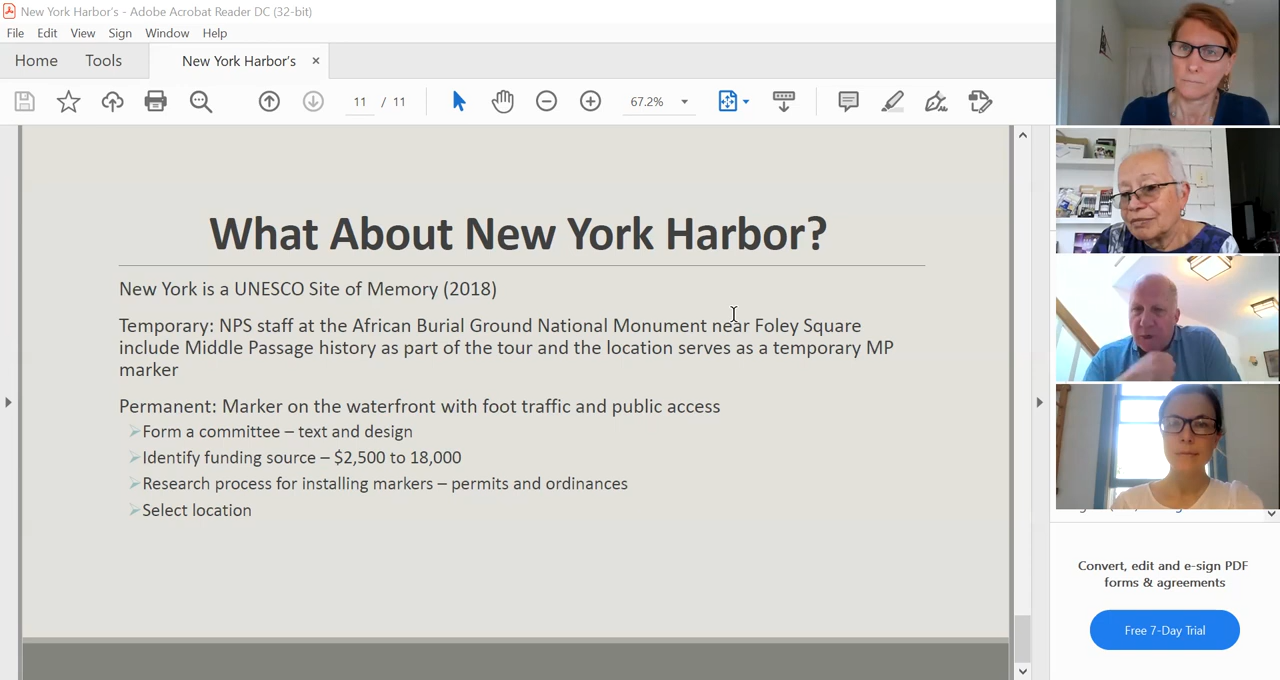 New York Harbor's - Adobe Acrobat Reader DC (32-bit)
File Edit View Sign Window Help
Home Tools New York Harbor's ×
11 / 11 67.2%
What About New York Harbor?
New York is a UNESCO Site of Memory (2018)
Temporary: NPS staff at the African Burial Ground National Monument near Foley Square
include Middle Passage history as part of the tour and the location serves as a temporary MP
marker
Permanent: Marker on the waterfront with foot traffic and public access
Form a committee – text and design
Identify funding source – $2,500 to 18,000
Research process for installing markers – permits and ordinances
Select location
Convert, edit and e-sign PDF
forms & agreements
Free 7-Day Trial